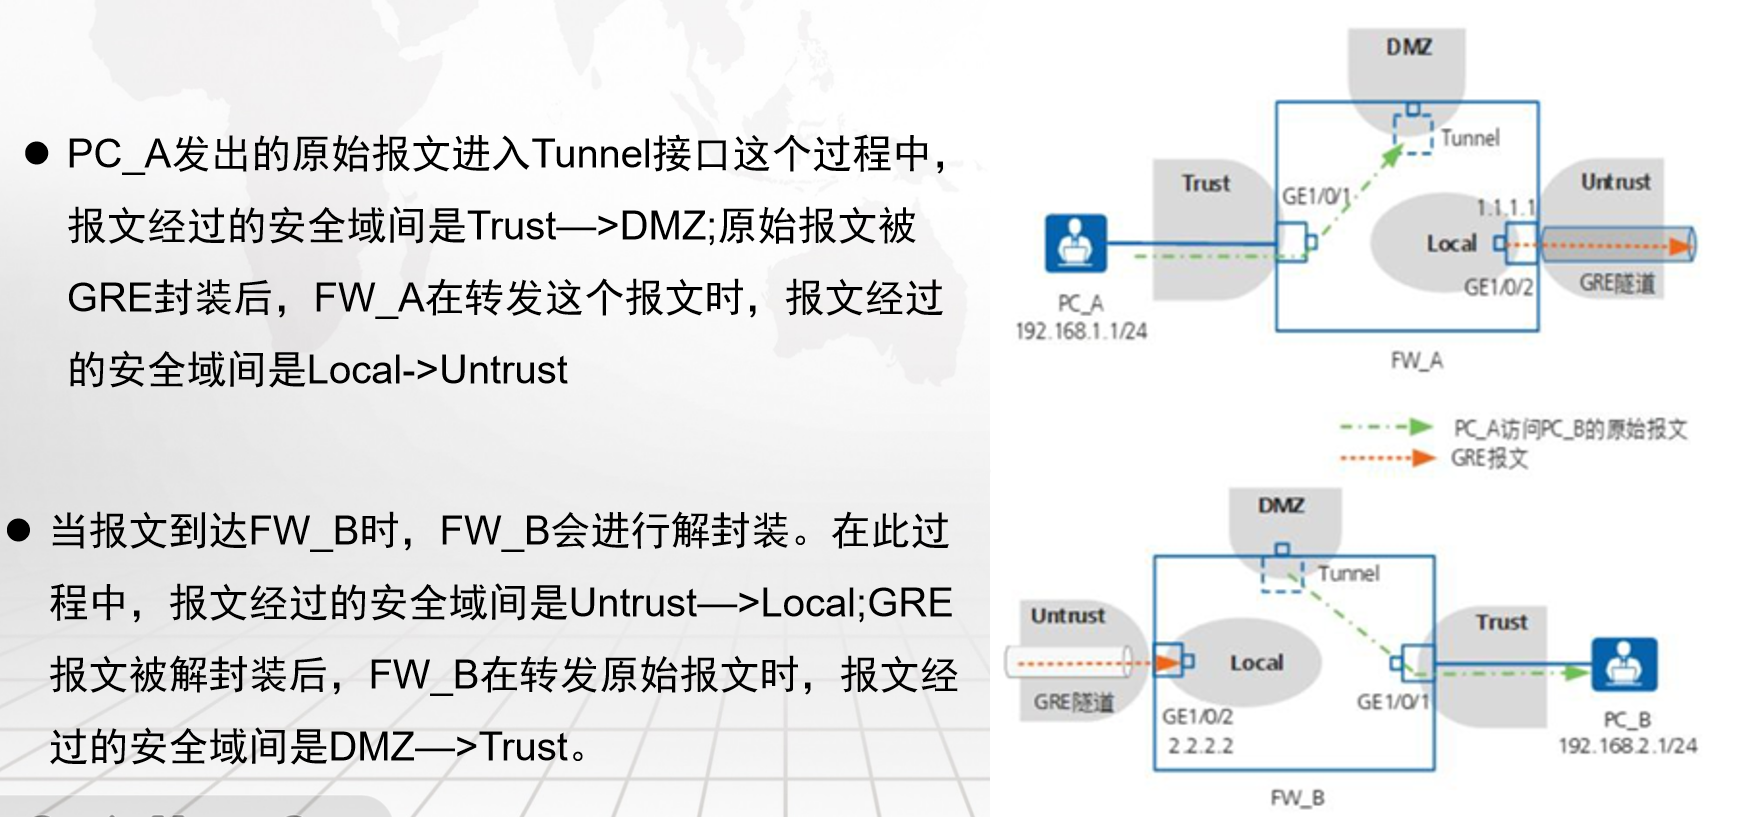 ● PC_A发出的原始报文进入Tunnel接口这个过程中，
报文经过的安全域间是Trust—>DMZ;原始报文被
GRE封装后，FW_A在转发这个报文时，报文经过
的安全域间是Local->Untrust
● 当报文到达FW_B时，FW_B会进行解封装。在此过
程中，报文经过的安全域间是Untrust—>Local;GRE
报文被解封装后，FW_B在转发原始报文时，报文经
过的安全域间是DMZ—>Trust。
DMZ
Tunnel
Trust
GE1/0/1
Untrust
1.1.1.1
Local
GE1/0/2
GRE隧道
PC_A
192.168.1.1/24
FW_A
PC_A访问PC_B的原始报文
GRE报文
DMZ
Tunnel
Untrust
Trust
Local
GRE隧道
GE1/0/1
GE1/0/2
2.2.2.2
PC_B
192.168.2.1/24
FW_B